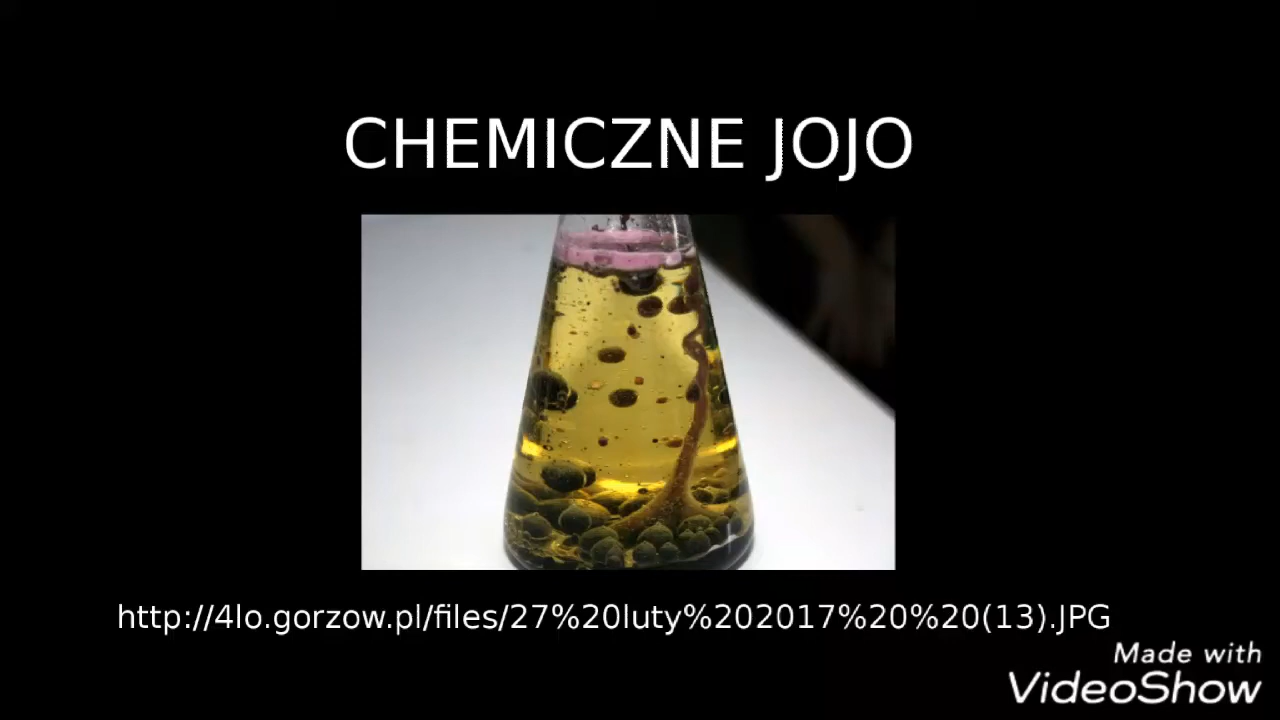 CHEMICZNE JOJO
http://4lo.gorzow.pl/files/27%20luty%202017%20%20(13).JPG
Made with
VideoShow